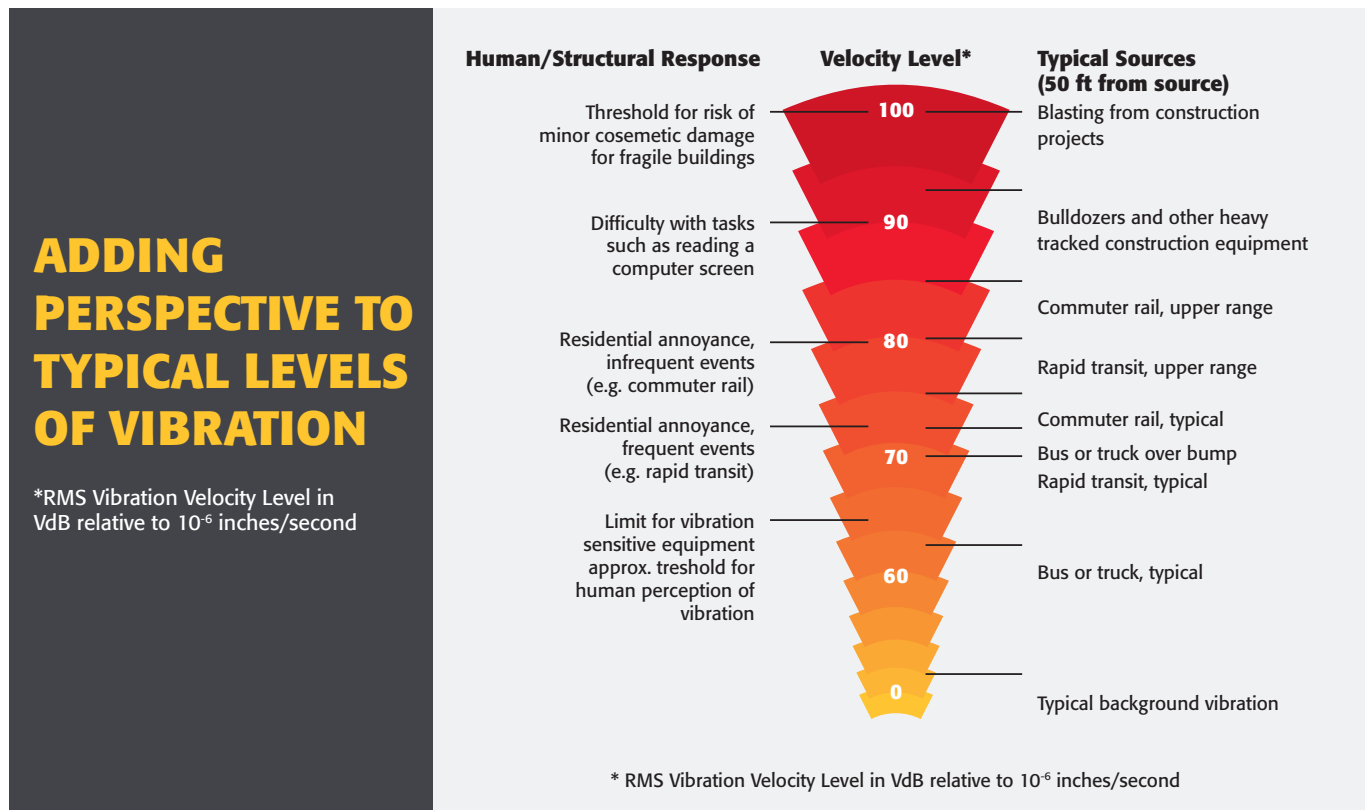 ADDING
PERSPECTIVE TO
TYPICAL LEVELS
OF VIBRATION
*RMS Vibration Velocity Level in
VdB relative to 10⁻⁶ inches/second
Human/Structural Response
Threshold for risk of
minor cosemetic damage
for fragile buildings
Difficulty with tasks
such as reading a
computer screen
Residential annoyance,
infrequent events
(e.g. commuter rail)
Residential annoyance,
frequent events
(e.g. rapid transit)
Limit for vibration
sensitive equipment
approx. treshold for
human perception of
vibration
Velocity Level*
100
90
80
70
60
0
Typical Sources
(50 ft from source)
Blasting from construction
projects
Bulldozers and other heavy
tracked construction equipment
Commuter rail, upper range
Rapid transit, upper range
Commuter rail, typical
Bus or truck over bump
Rapid transit, typical
Bus or truck, typical
Typical background vibration
* RMS Vibration Velocity Level in VdB relative to 10⁻⁶ inches/second